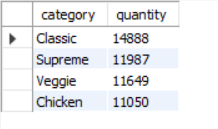 category quantity
Classic 14888
Supreme 11987
Veggie 11649
Chicken 11050